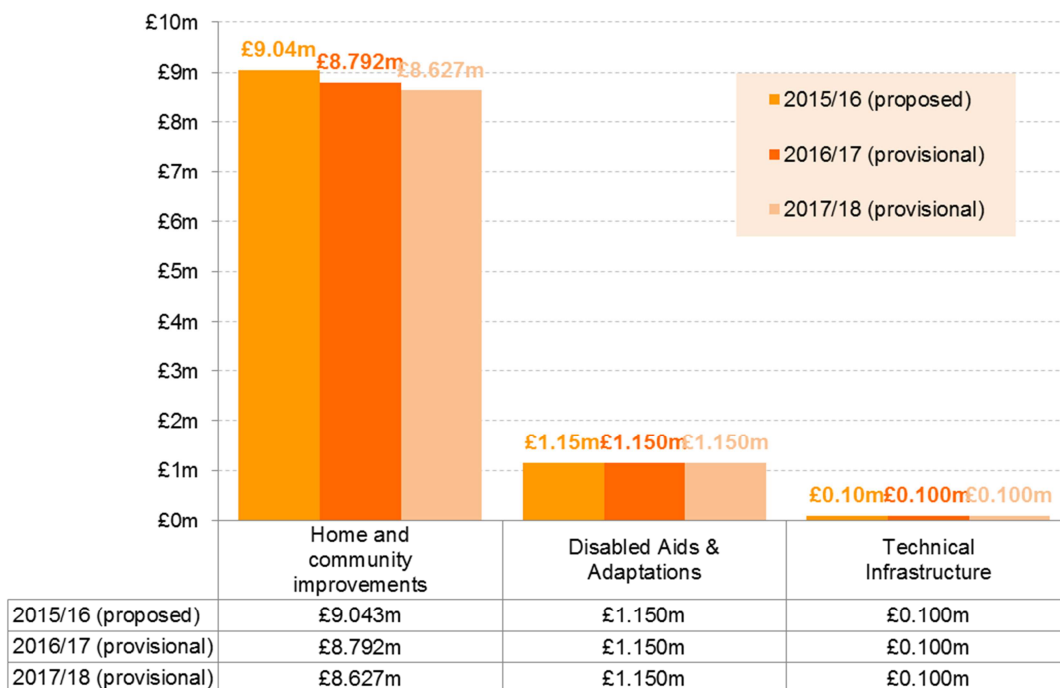 £10m
£9m
£8m
£7m
£6m
£5m
£4m
£3m
£2m
£1m
£0m
£9.04m
£8.792m
£8.627m
2015/16 (proposed)
2016/17 (provisional)
2017/18 (provisional)
£1.15m £1.150m £1.150m
£0.10m £0.100m £0.100m
Home and
community
improvements
Disabled Aids &
Adaptations
Technical
Infrastructure
2015/16 (proposed) £9.043m £1.150m £0.100m
2016/17 (provisional) £8.792m £1.150m £0.100m
2017/18 (provisional) £8.627m £1.150m £0.100m